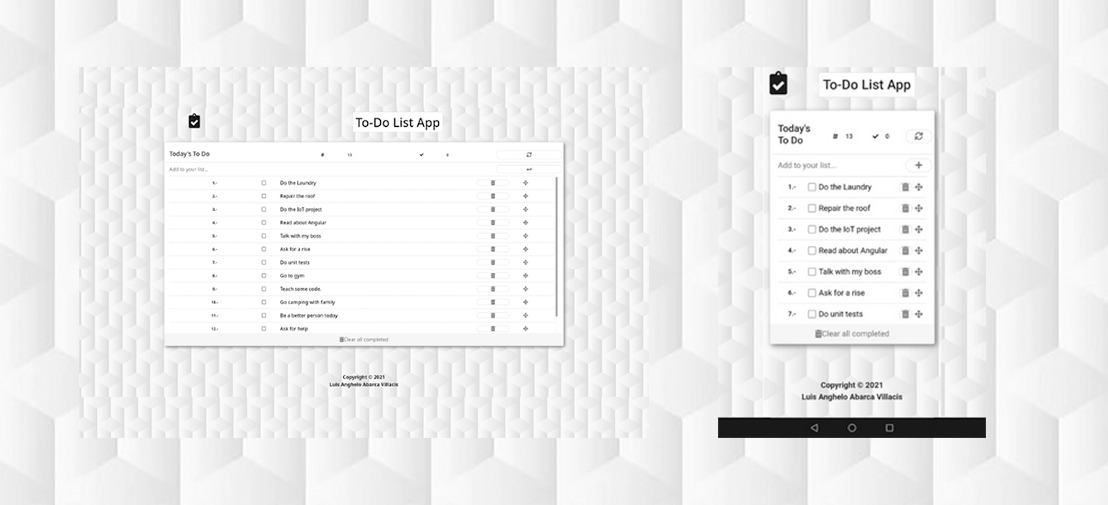 To-Do List App
Today's To Do # 13 ✔ 0
Add to your list...
1.- Do the Laundry
2.- Repair the roof
3.- Do the IoT project
4.- Read about Angular
5.- Talk with my boss
6.- Ask for a rise
7.- Do unit tests
8.- Go to gym
9.- Teach some code.
10.- Go camping with family
11.- Be a better person today
12.- Ask for help
Clear all completed
Copyright © 2021
Luis Anghelo Abarca Villacis
To-Do List App
Today's
To Do
# 13 ✔ 0
Add to your list...
1.- Do the Laundry
2.- Repair the roof
3.- Do the IoT project
4.- Read about Angular
5.- Talk with my boss
6.- Ask for a rise
7.- Do unit tests
Clear all completed
Copyright © 2021
Luis Anghelo Abarca Villacis